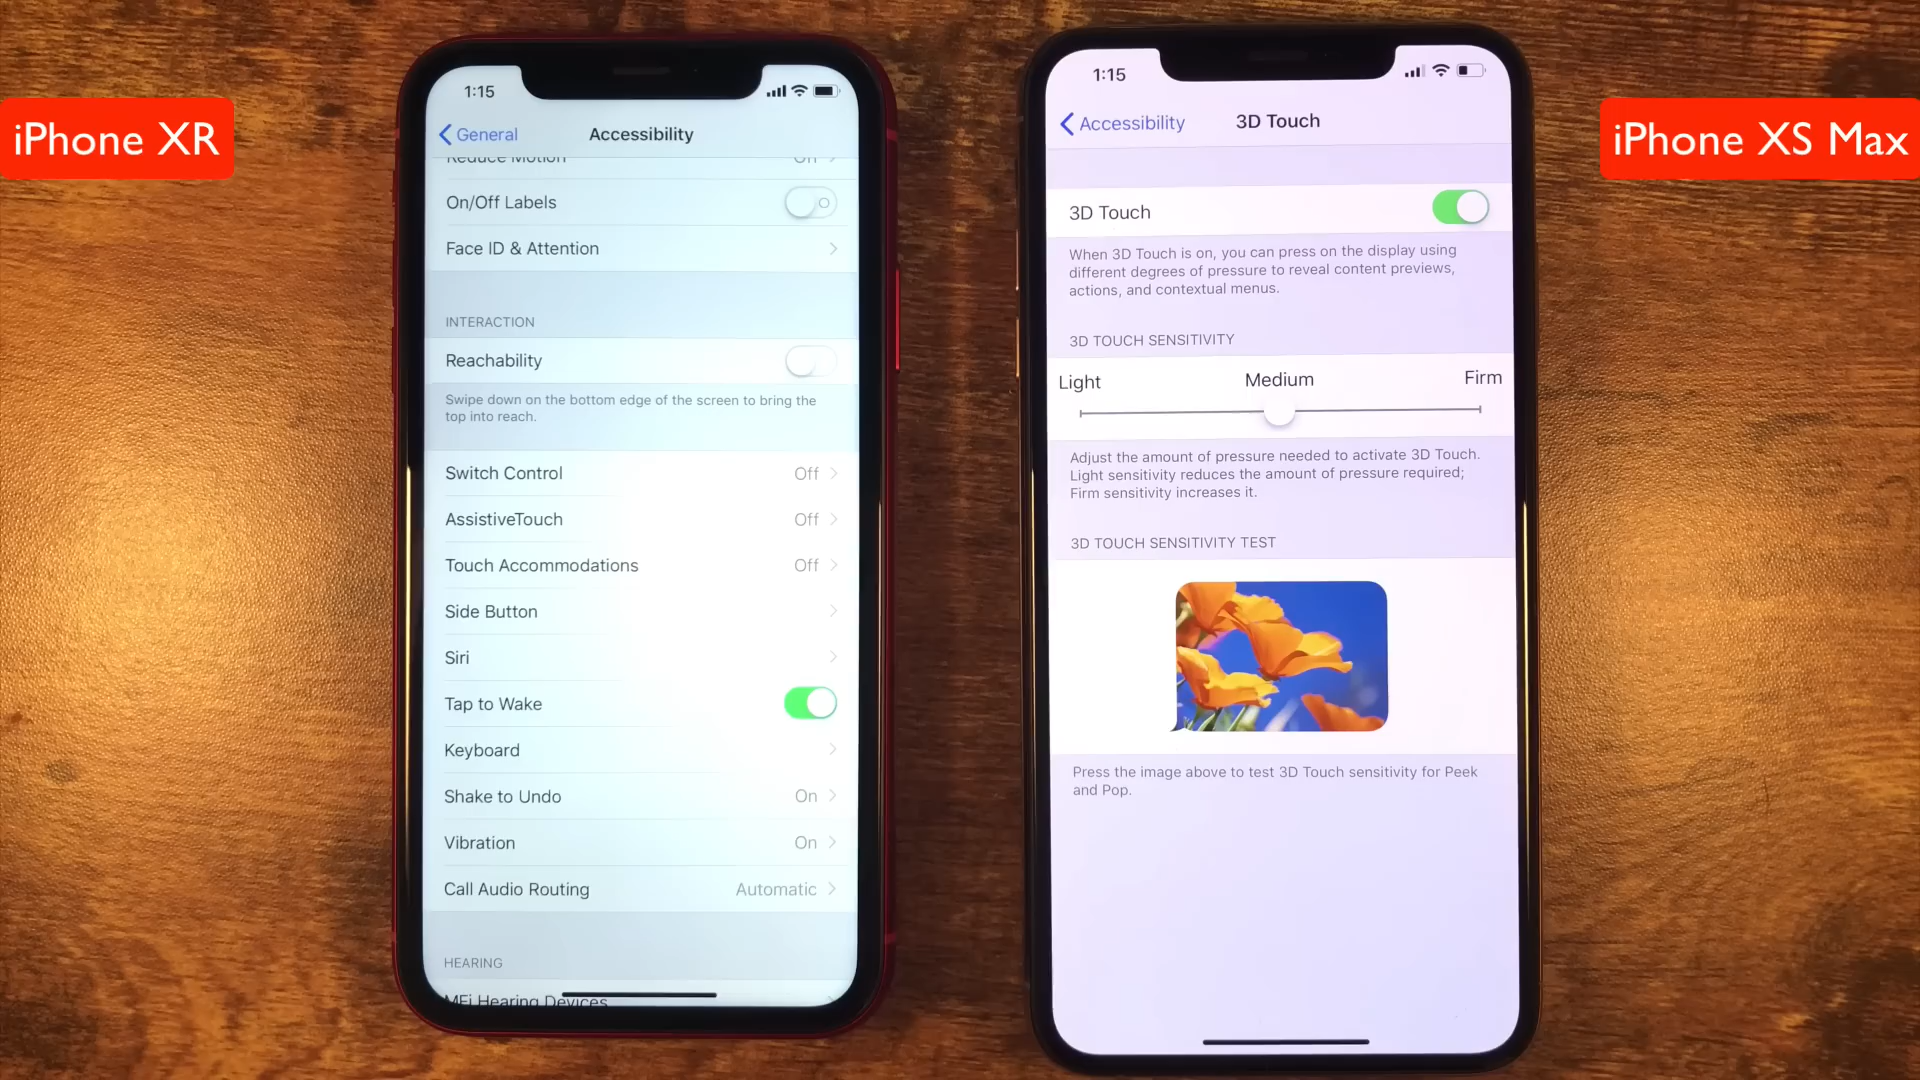 iPhone XR
1:15
General
Accessibility
Reduce Motion
On/Off Labels
Face ID & Attention
INTERACTION
Reachability
Swipe down on the bottom edge of the screen to bring the
top into reach.
Switch Control Off
AssistiveTouch Off
Touch Accommodations Off
Side Button
Siri
Tap to Wake
Keyboard
Shake to Undo On
Vibration On
Call Audio Routing Automatic
HEARING
MFi Hearing Devices
iPhone XS Max
1:15
Accessibility
3D Touch
3D Touch
When 3D Touch is on, you can press on the display using
different degrees of pressure to reveal content previews,
actions, and contextual menus.
3D TOUCH SENSITIVITY
Light Medium Firm
Adjust the amount of pressure needed to activate 3D Touch.
Light sensitivity reduces the amount of pressure required;
Firm sensitivity increases it.
3D TOUCH SENSITIVITY TEST
Press the image above to test 3D Touch sensitivity for Peek
and Pop.